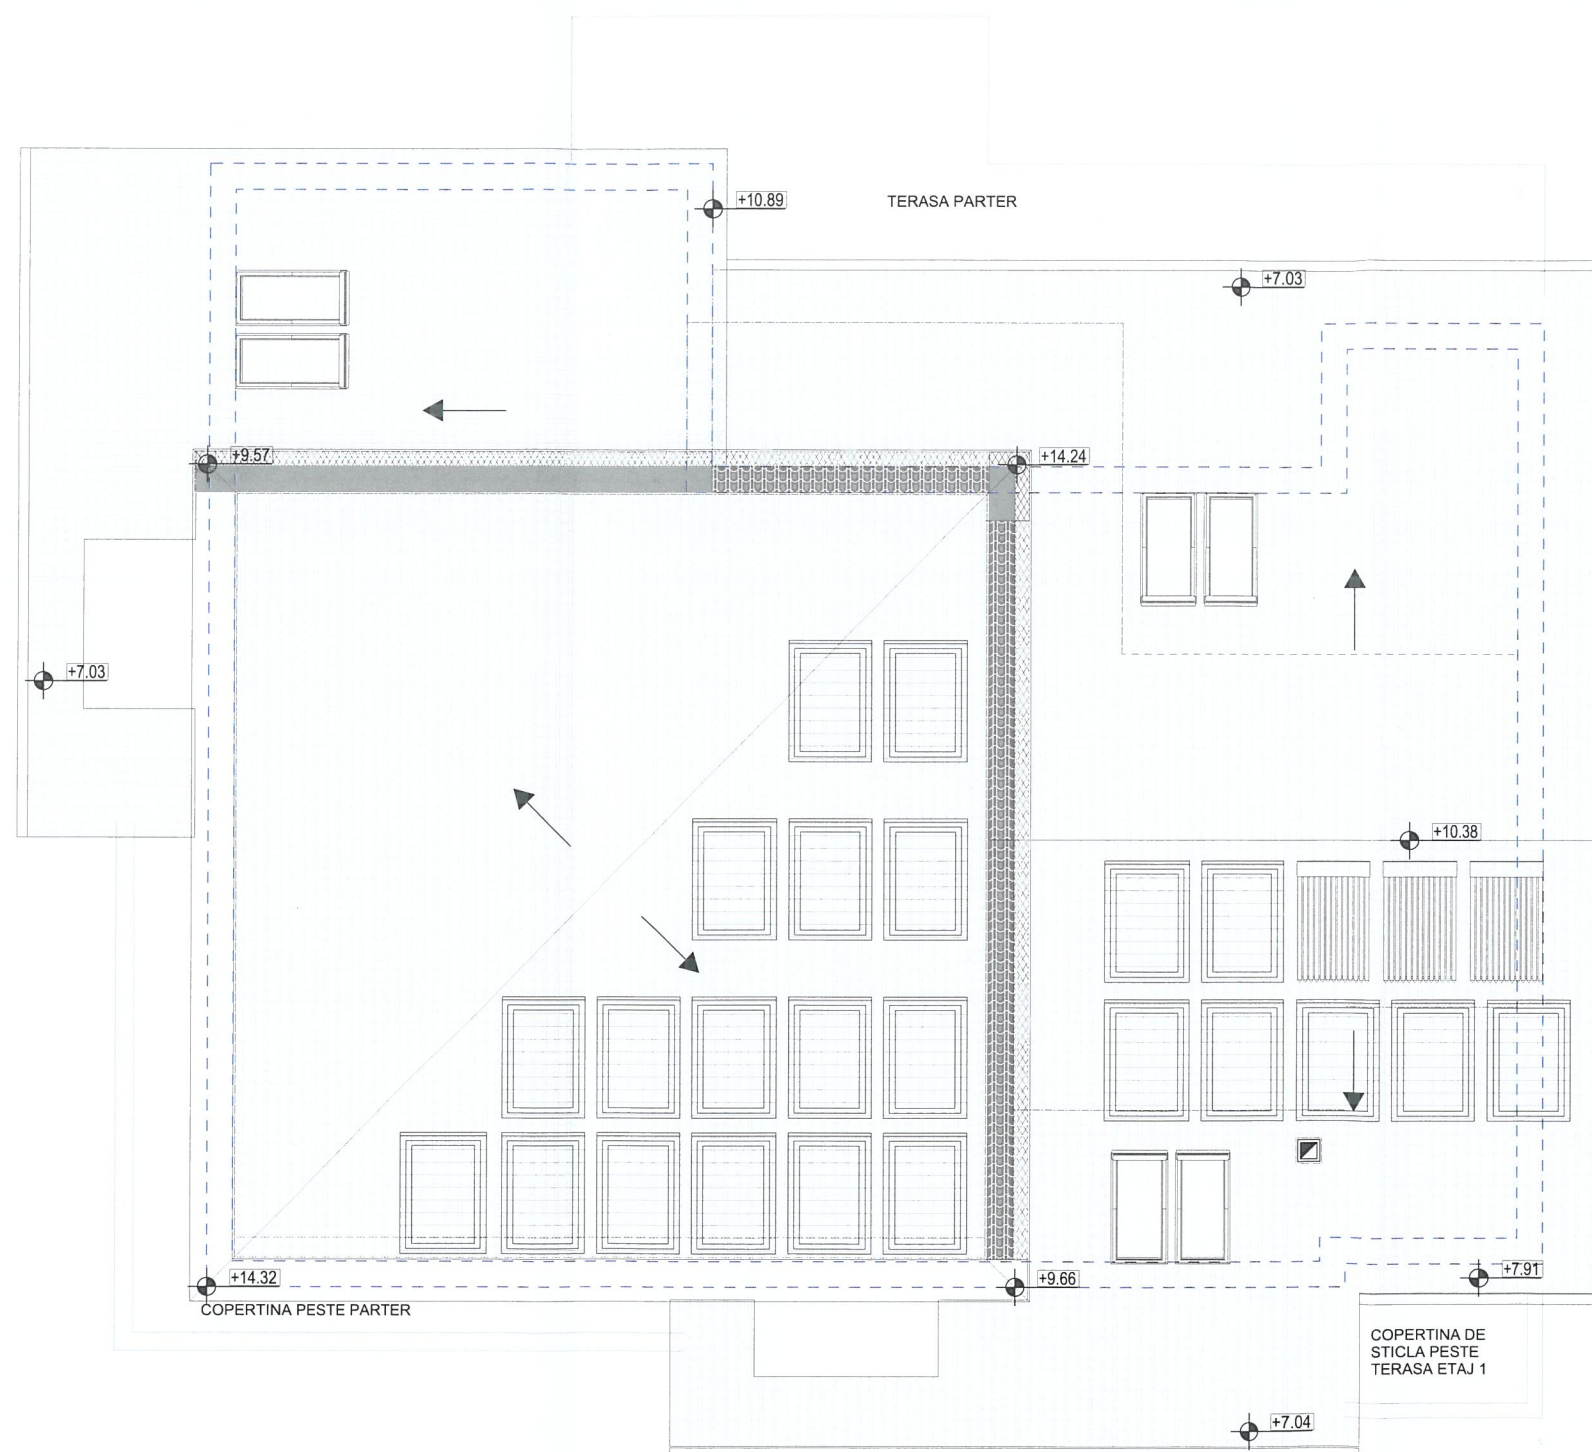 +10.89
TERASA PARTER
+7.03
+9.57
+14.24
+7.03
+10.38
+14.32
COPERTINA PESTE PARTER
+9.66
+7.91
COPERTINA DE
STICLA PESTE
TERASA ETAJ 1
+7.04